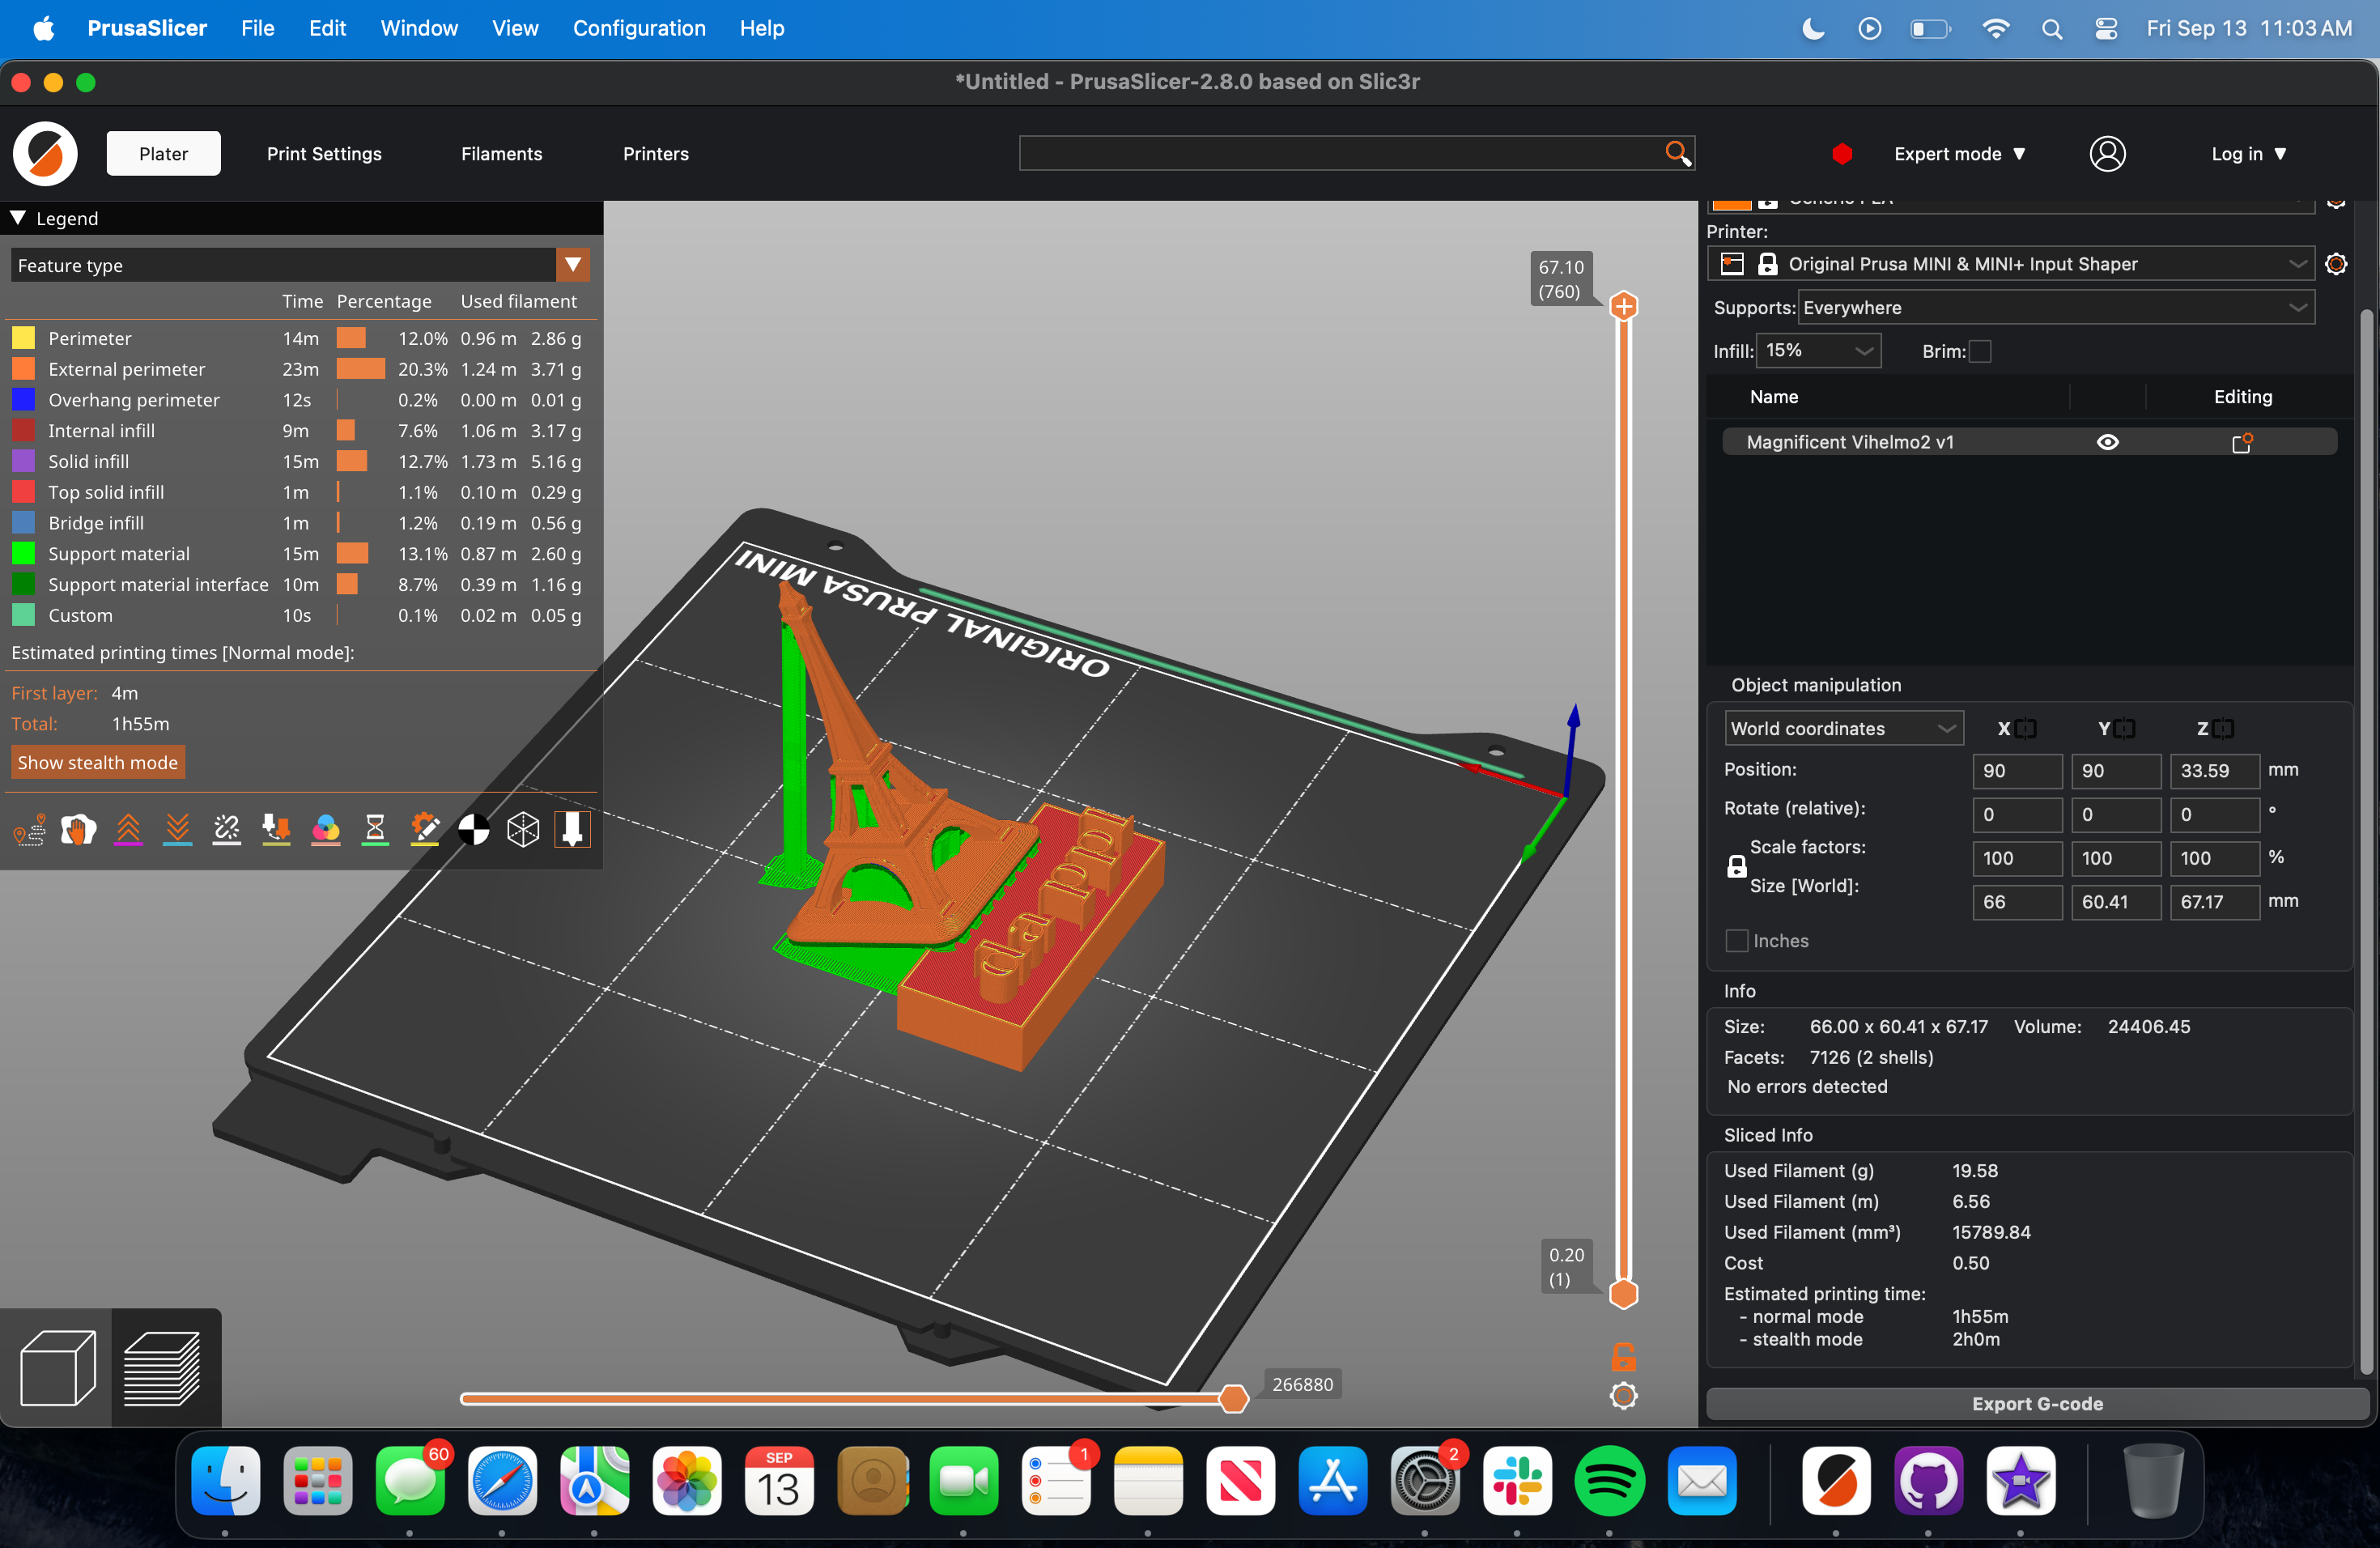 PrusaSlicer File Edit Window View Configuration Help Fri Sep 13 11:03 AM
*Untitled - PrusaSlicer-2.8.0 based on Slic3r
Plater Print Settings Filaments Printers Expert mode Log in
Legend
Feature type
Time Percentage Used filament
Perimeter 14m 12.0% 0.96 m 2.86 g
External perimeter 23m 20.3% 1.24 m 3.71 g
Overhang perimeter 12s 0.2% 0.00 m 0.01 g
Internal infill 9m 7.6% 1.06 m 3.17 g
Solid infill 15m 12.7% 1.73 m 5.16 g
Top solid infill 1m 1.1% 0.10 m 0.29 g
Bridge infill 1m 1.2% 0.19 m 0.56 g
Support material 15m 13.1% 0.87 m 2.60 g
Support material interface 10m 8.7% 0.39 m 1.16 g
Custom 10s 0.1% 0.02 m 0.05 g
Estimated printing times [Normal mode]:
First layer: 4m
Total: 1h55m
Show stealth mode
ORIGINAL PRUSA MINI
67.10
(760)
0.20
(1)
266880
Generic PLA
Printer:
Original Prusa MINI & MINI+ Input Shaper
Supports: Everywhere
Infill: 15% Brim:
Name Editing
Magnificent Vihelmo2 v1
Object manipulation
World coordinates X Y Z
Position: 90 90 33.59 mm
Rotate (relative): 0 0 0 °
Scale factors: 100 100 100 %
Size [World]: 66 60.41 67.17 mm
Inches
Info
Size: 66.00 x 60.41 x 67.17 Volume: 24406.45
Facets: 7126 (2 shells)
No errors detected
Sliced Info
Used Filament (g) 19.58
Used Filament (m) 6.56
Used Filament (mm³) 15789.84
Cost 0.50
Estimated printing time:
- normal mode 1h55m
- stealth mode 2h0m
Export G-code
60
SEP
13
1
2